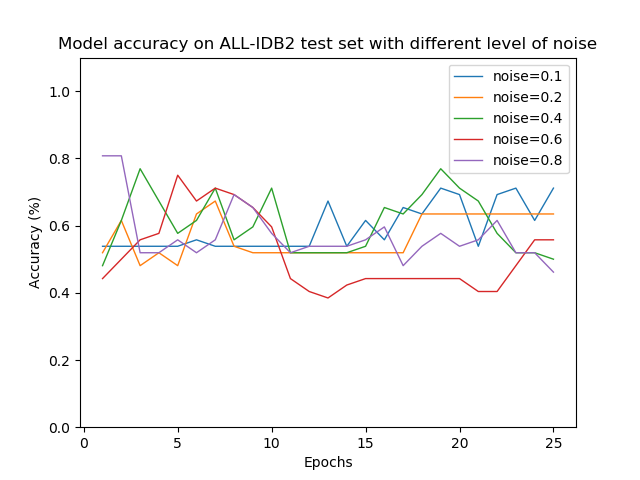 Model accuracy on ALL-IDB2 test set with different level of noise
noise=0.1
noise=0.2
noise=0.4
noise=0.6
noise=0.8
Accuracy (%)
1.0
0.8
0.6
0.4
0.2
0.0
0 5 10 15 20 25
Epochs